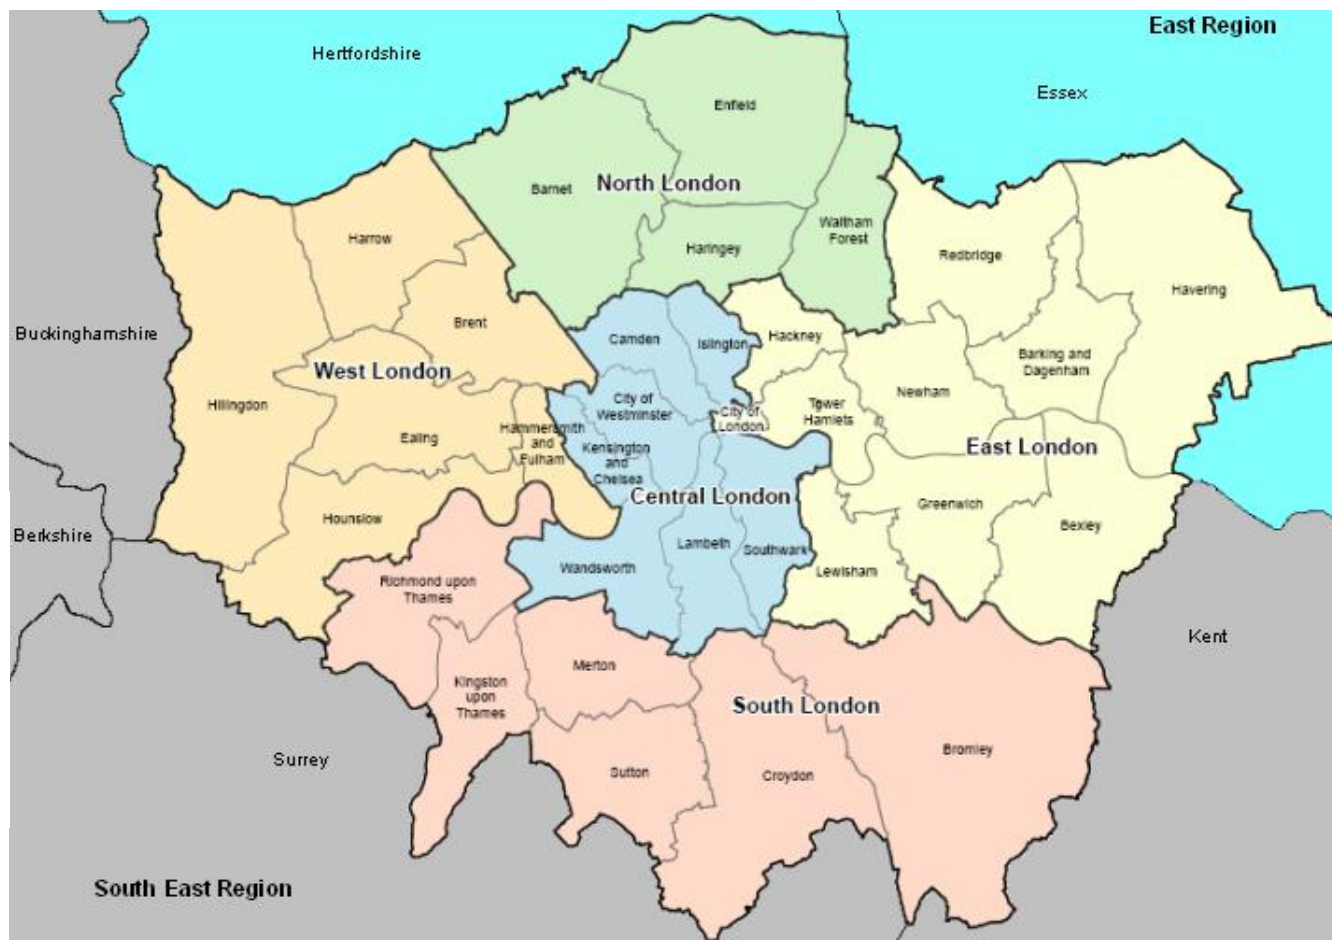 East Region
Hertfordshire
Essex
Enfield
North London
Barnet
Waltham
Forest
Harrow
Haringey
Redbridge
Havering
Buckinghamshire
Brent
Camden
Islington
Hackney
Barking and
Dagenham
West London
Hillingdon
City of
Westminster
City of
London
Tower
Hamlets
Newham
Ealing
Hammersmith
and
Fulham
Kensington
and
Chelsea
East London
Central London
Hounslow
Greenwich
Bexley
Berkshire
Wandsworth
Lambeth
Southwark
Lewisham
Richmond upon
Thames
Kent
Merton
Kingston
upon
Thames
South London
Surrey
Sutton
Croydon
Bromley
South East Region